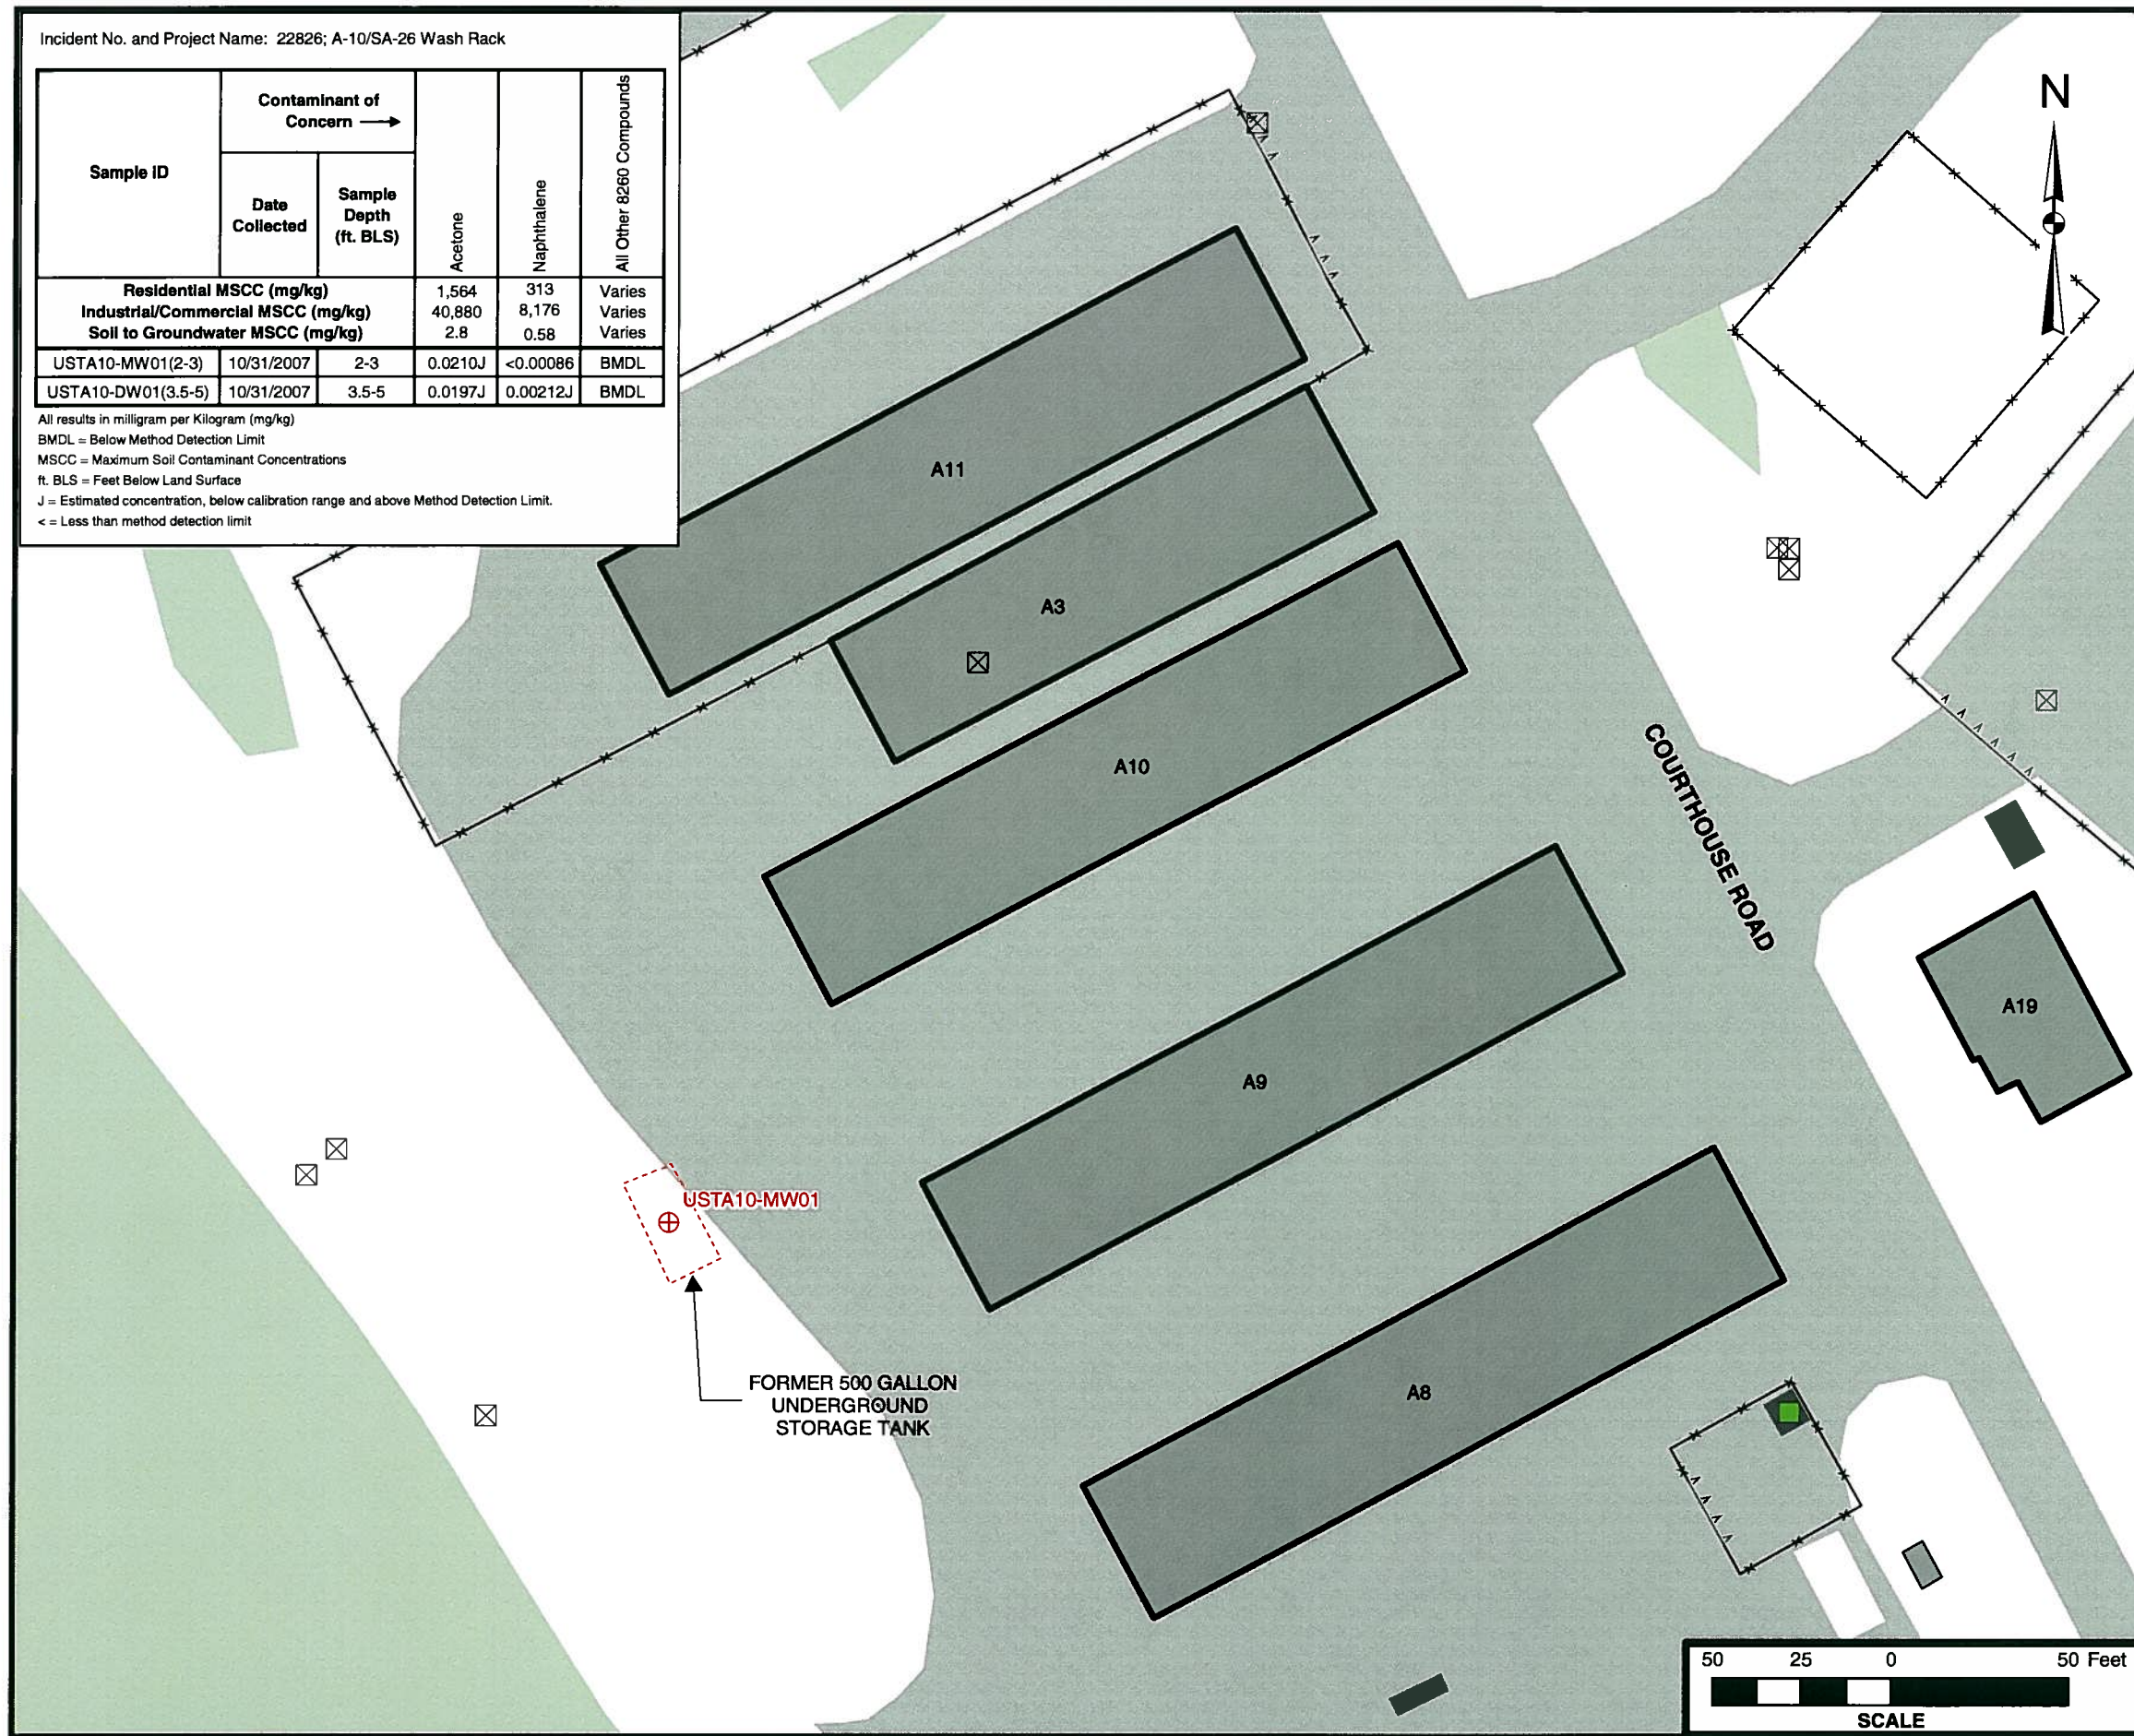 Incident No. and Project Name: 22826; A-10/SA-26 Wash Rack
Sample ID
Contaminant of
Concern →
Date
Collected
Sample
Depth
(ft. BLS)
Acetone
Naphthalene
All Other 8260 Compounds
Residential MSCC (mg/kg) 1,564 313 Varies
Industrial/Commercial MSCC (mg/kg) 40,880 8,176 Varies
Soil to Groundwater MSCC (mg/kg) 2.8 0.58 Varies
USTA10-MW01(2-3) 10/31/2007 2-3 0.0210J <0.00086 BMDL
USTA10-DW01(3.5-5) 10/31/2007 3.5-5 0.0197J 0.00212J BMDL
All results in milligram per Kilogram (mg/kg)
BMDL = Below Method Detection Limit
MSCC = Maximum Soil Contaminant Concentrations
ft. BLS = Feet Below Land Surface
J = Estimated concentration, below calibration range and above Method Detection Limit.
< = Less than method detection limit
N
A11
A3
A10
COURTHOUSE ROAD
A9
A19
USTA10-MW01
FORMER 500 GALLON
UNDERGROUND
STORAGE TANK
A8
50 25 0 50 Feet
SCALE